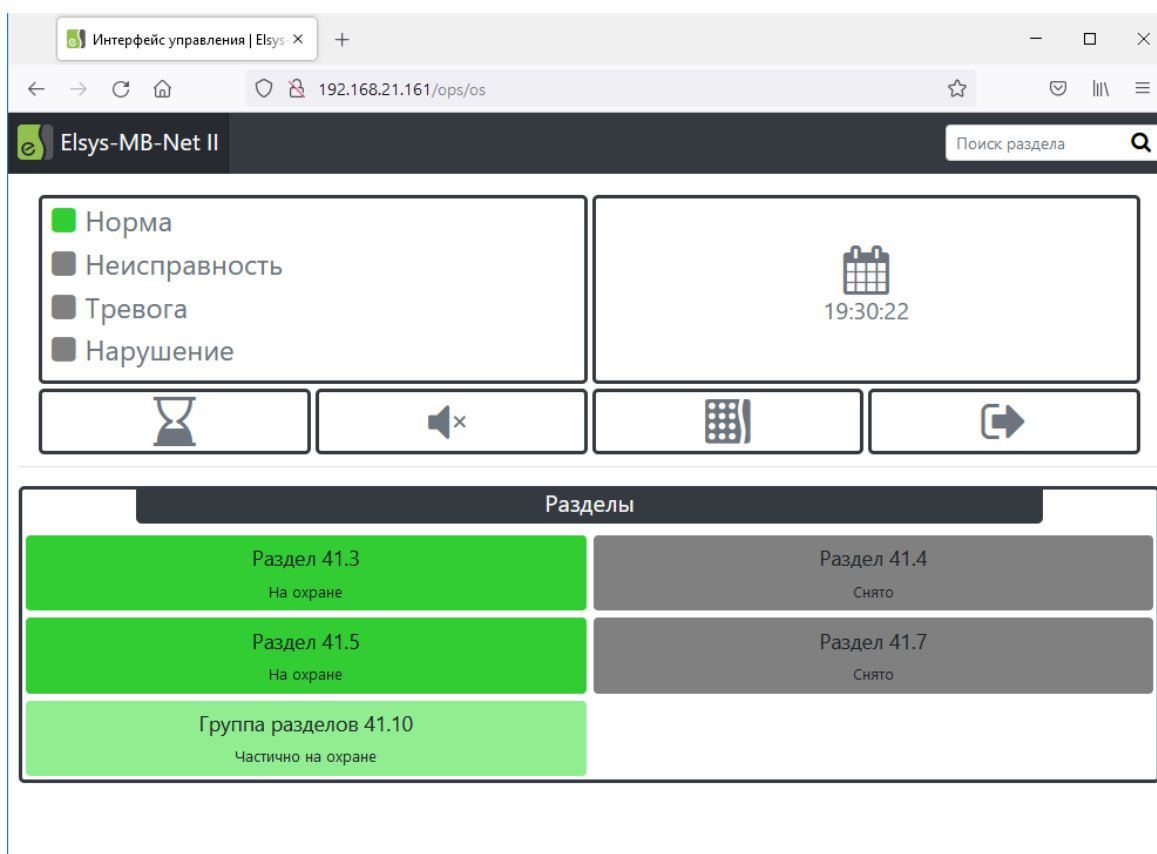 Интерфейс управления | Elsys-
192.168.21.161/ops/os
Elsys-MB-Net II
Поиск раздела
Норма
Неисправность
Тревога
Нарушение
19:30:22
Разделы
Раздел 41.3
На охране
Раздел 41.4
Снято
Раздел 41.5
На охране
Раздел 41.7
Снято
Группа разделов 41.10
Частично на охране